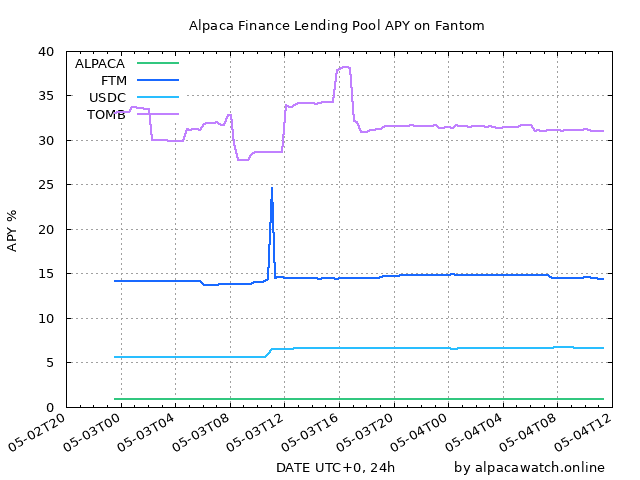 Alpaca Finance Lending Pool APY on Fantom
40
35
30
25
20
15
10
5
0
APY %
ALPACA
FTM
USDC
TOMB
05-02T20
05-03T00
05-03T04
05-03T08
05-03T12
05-03T16
05-03T20
05-04T00
05-04T04
05-04T08
05-04T12
DATE UTC+0, 24h
by alpacawatch.online